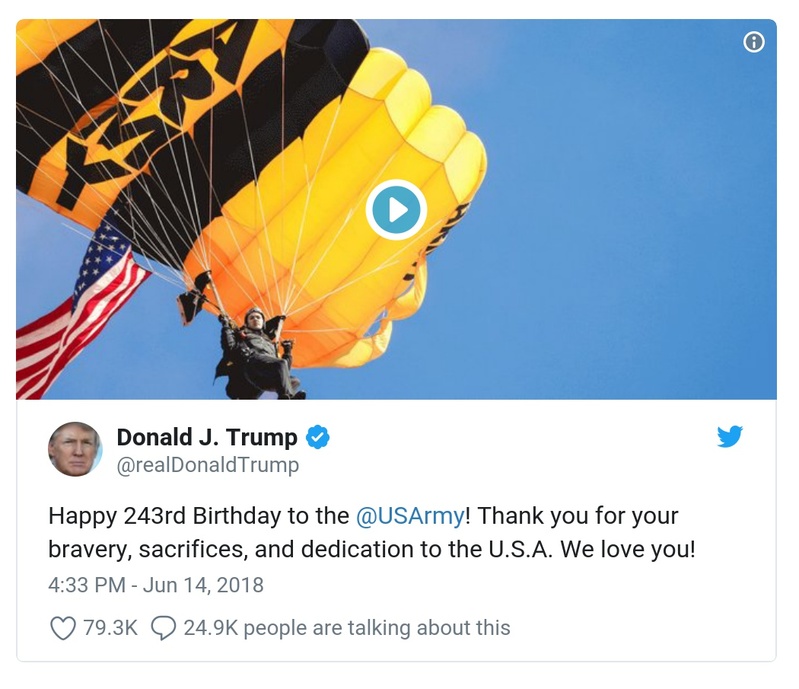 Donald J. Trump
@realDonaldTrump
Happy 243rd Birthday to the @USArmy! Thank you for your
bravery, sacrifices, and dedication to the U.S.A. We love you!
4:33 PM - Jun 14, 2018
79.3K 24.9K people are talking about this